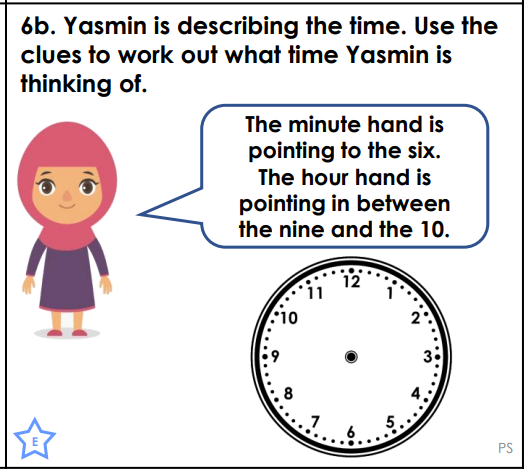 6b. Yasmin is describing the time. Use the
clues to work out what time Yasmin is
thinking of.
The minute hand is
pointing to the six.
The hour hand is
pointing in between
the nine and the 10.
12
11 1
10 2
9 3
8 4
7 5
6
E
PS